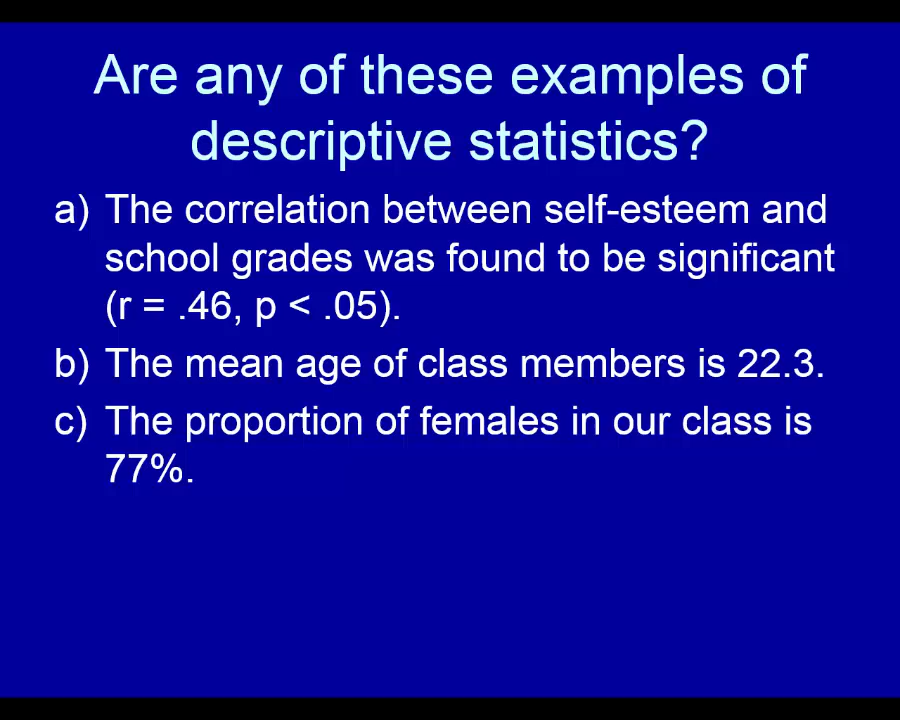 Are any of these examples of
descriptive statistics?
a) The correlation between self-esteem and
school grades was found to be significant
(r = .46, p < .05).
b) The mean age of class members is 22.3.
c) The proportion of females in our class is
77%.